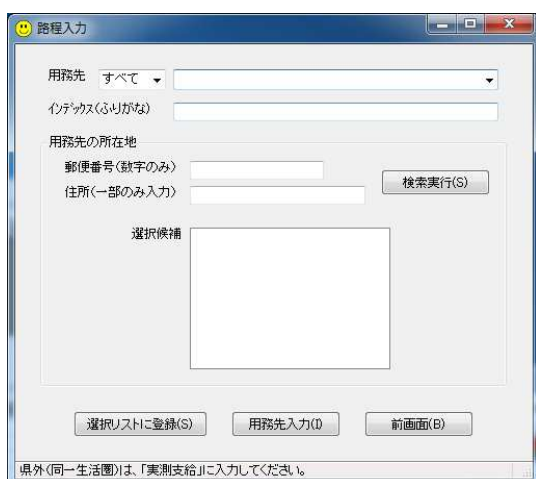 路程入力
用務先 すべて
インデックス(ふりがな)
用務先の所在地
郵便番号(数字のみ)
検索実行(S)
住所(一部のみ入力)
選択候補
選択リストに登録(S) 用務先入力(I) 前画面(B)
県外(同一生活圏)は、「実測支給」に入力してください。